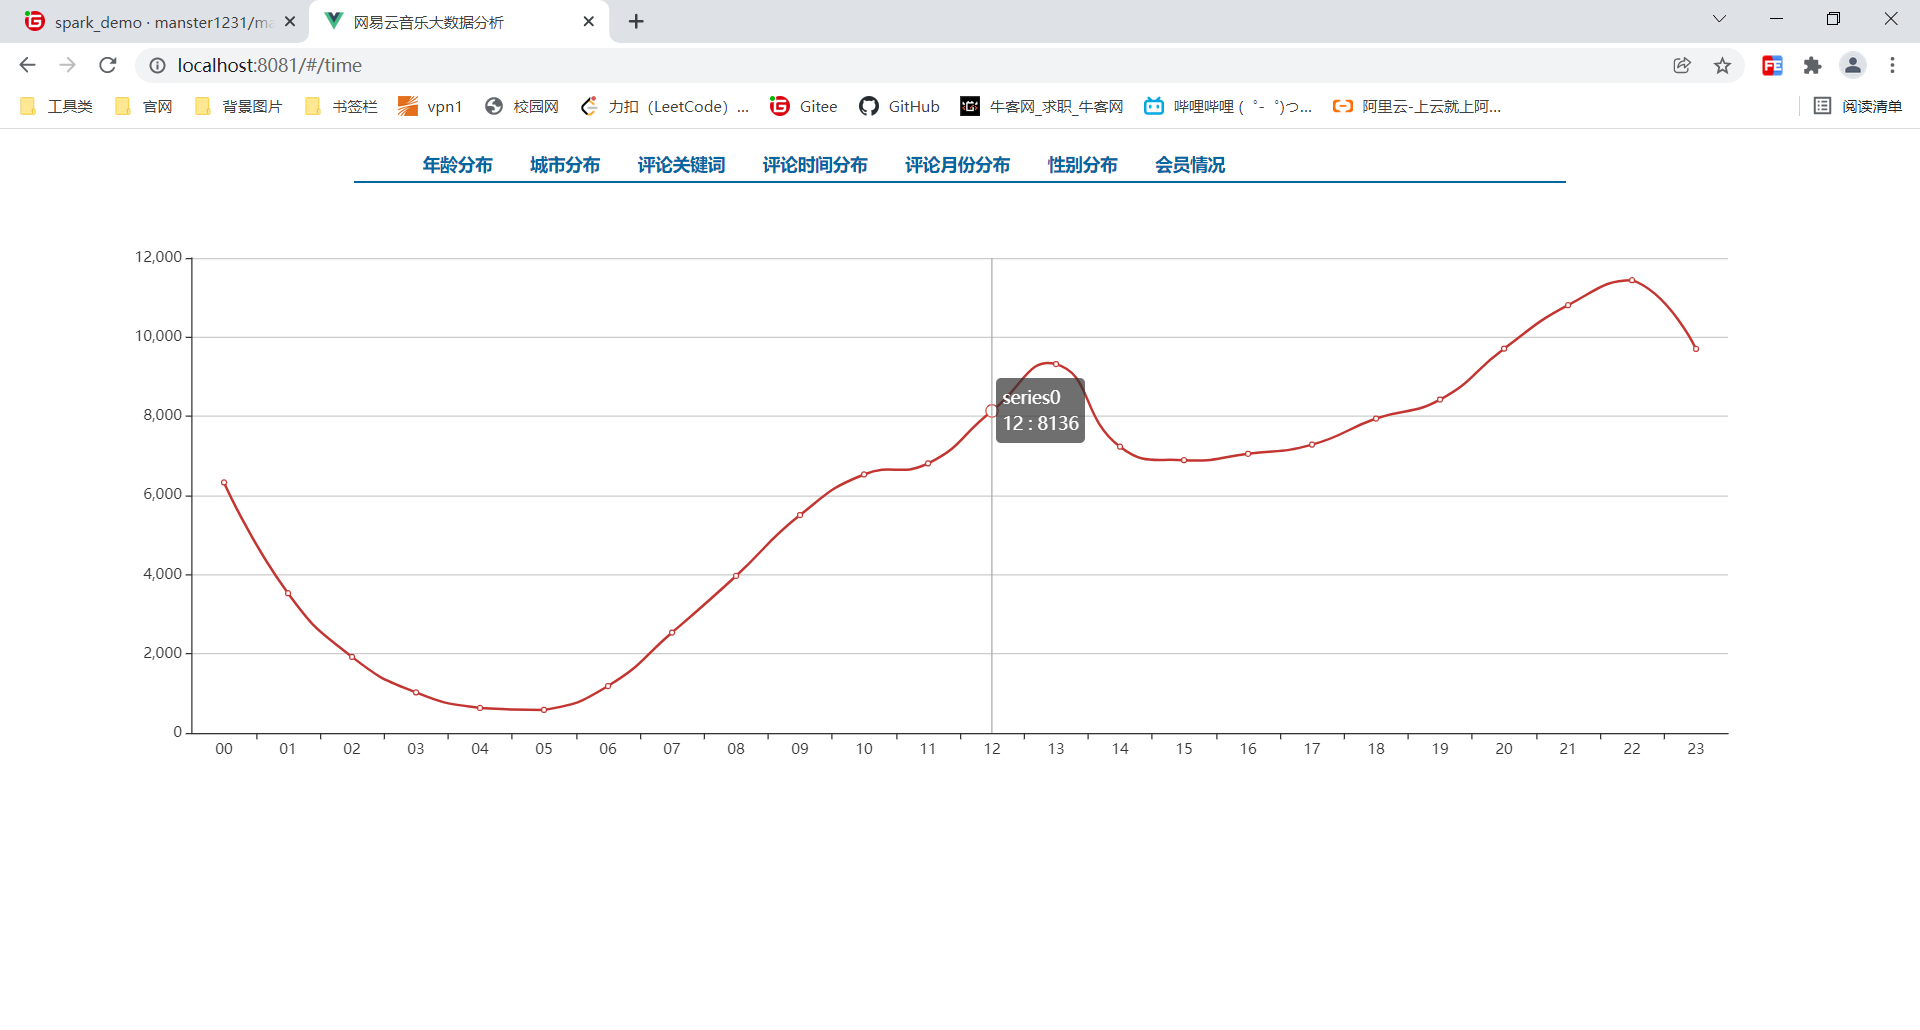 spark_demo · manster1231/ma
网易云音乐大数据分析
localhost:8081/#/time
工具类 官网 背景图片 书签栏 vpn1 校园网 力扣（LeetCode）... Gitee GitHub 牛客网_求职_牛客网 哔哩哔哩 ( ゜- ゜)つ... 阿里云-上云就上阿... 阅读清单
年龄分布 城市分布 评论关键词 评论时间分布 评论月份分布 性别分布 会员情况
12,000
10,000
8,000
6,000
4,000
2,000
0
series0
12 : 8136
00 01 02 03 04 05 06 07 08 09 10 11 12 13 14 15 16 17 18 19 20 21 22 23